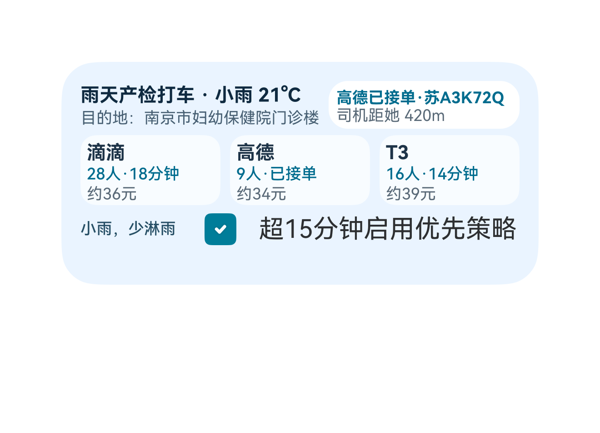 雨天产检打车 · 小雨 21℃
目的地：南京市妇幼保健院门诊楼
高德已接单·苏A3K72Q
司机距她 420m
滴滴
28人·18分钟
约36元
高德
9人·已接单
约34元
T3
16人·14分钟
约39元
小雨，少淋雨
超15分钟启用优先策略